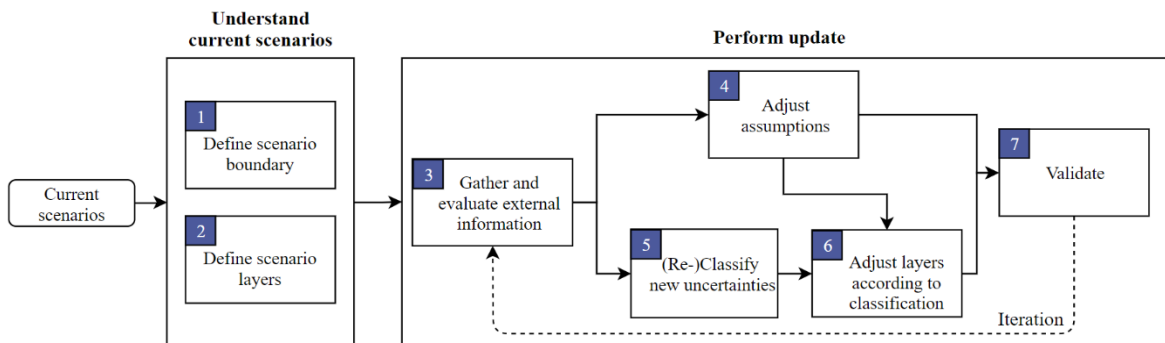 Understand
current scenarios
Perform update
Current
scenarios
1
Define scenario
boundary
2
Define scenario
layers
3
Gather and
evaluate external
information
4
Adjust
assumptions
5
(Re-)Classify
new uncertainties
6
Adjust layers
according to
classification
7
Validate
Iteration